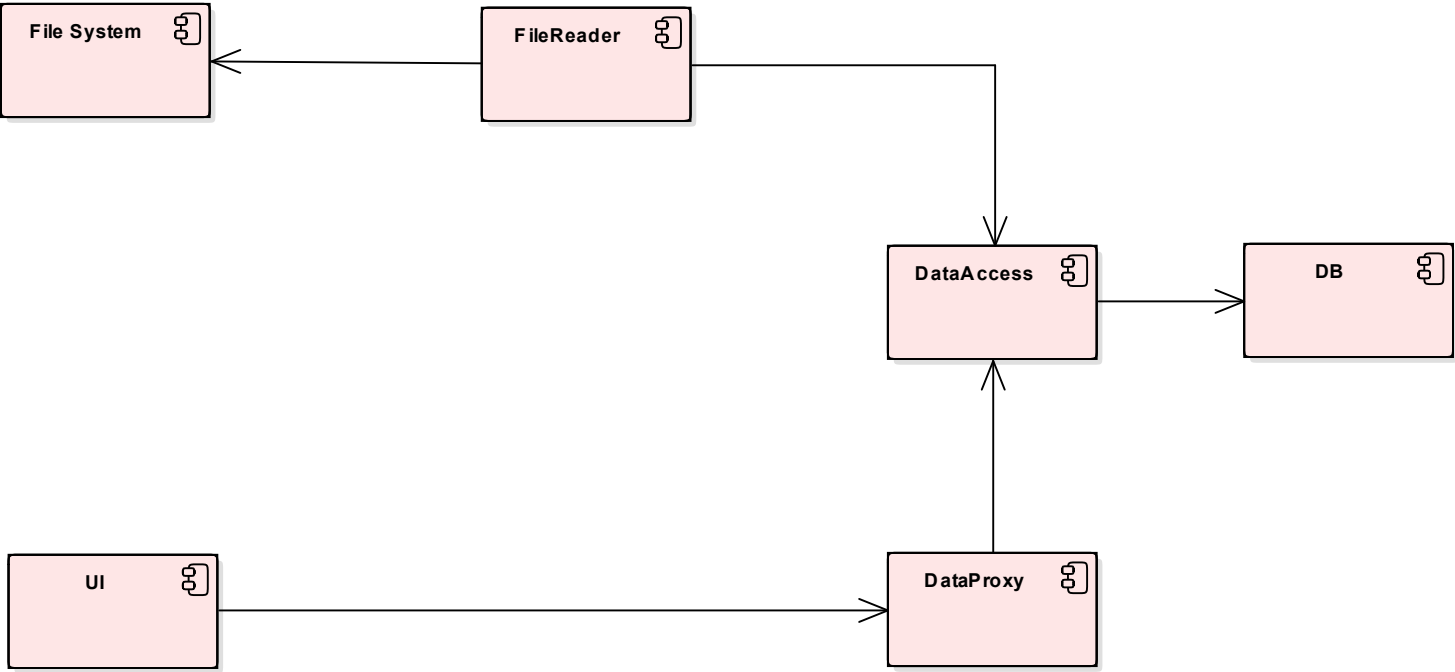 File System
FileReader
DataAccess
DB
UI
DataProxy